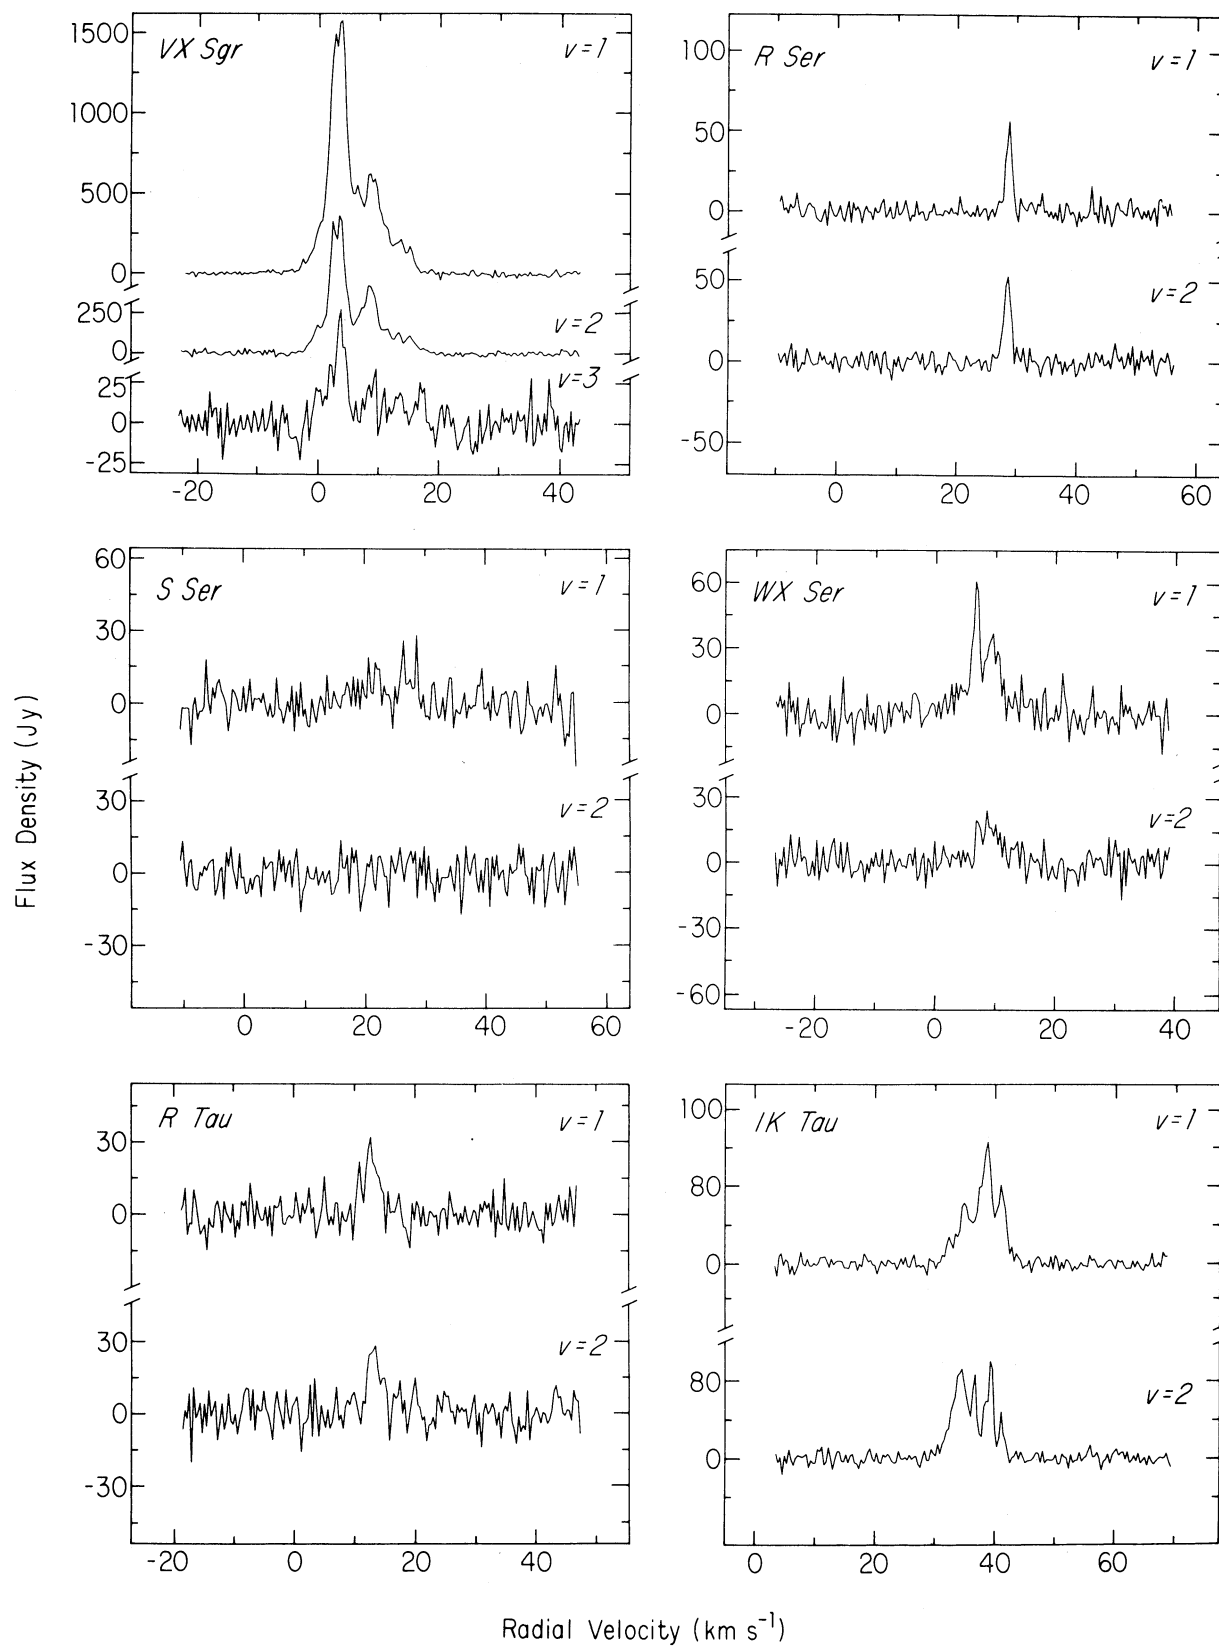 VX Sgr
v=1
1500
1000
500
0
250
v=2
0
v=3
25
0
-25
-20 0 20 40
R Ser
v=1
100
50
0
50
v=2
0
-50
0 20 40 60
S Ser
v=1
60
30
0
30
v=2
0
-30
0 20 40 60
WX Ser
v=1
60
30
0
30
v=2
0
-30
-60
-20 0 20 40
R Tau
v=1
30
0
30
v=2
0
-30
-20 0 20 40
IK Tau
v=1
100
80
0
80
v=2
0
0 20 40 60
Flux Density (Jy)
Radial Velocity (km s⁻¹)